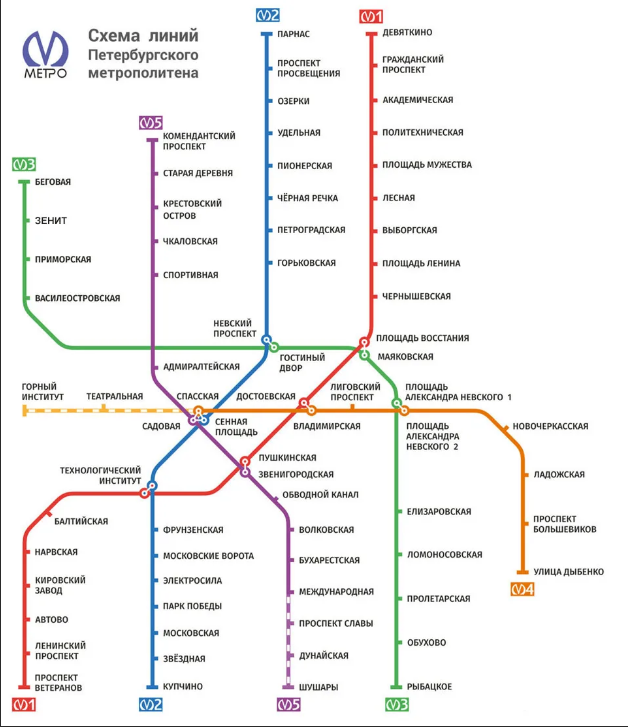 Схема линий
Петербургского
метрополитена
МЕТРО
2
1
ПАРНАС
ПРОСПЕКТ
ПРОСВЕЩЕНИЯ
ОЗЕРКИ
УДЕЛЬНАЯ
ПИОНЕРСКАЯ
ЧЁРНАЯ РЕЧКА
ПЕТРОГРАДСКАЯ
ГОРЬКОВСКАЯ
ДЕВЯТКИНО
ГРАЖДАНСКИЙ
ПРОСПЕКТ
АКАДЕМИЧЕСКАЯ
ПОЛИТЕХНИЧЕСКАЯ
ПЛОЩАДЬ МУЖЕСТВА
ЛЕСНАЯ
ВЫБОРГСКАЯ
ПЛОЩАДЬ ЛЕНИНА
ЧЕРНЫШЕВСКАЯ
5
КОМЕНДАНТСКИЙ
ПРОСПЕКТ
СТАРАЯ ДЕРЕВНЯ
КРЕСТОВСКИЙ
ОСТРОВ
ЧКАЛОВСКАЯ
СПОРТИВНАЯ
3
БЕГОВАЯ
ЗЕНИТ
ПРИМОРСКАЯ
ВАСИЛЕОСТРОВСКАЯ
НЕВСКИЙ
ПРОСПЕКТ
ГОСТИНЫЙ
ДВОР
ПЛОЩАДЬ ВОССТАНИЯ
МАЯКОВСКАЯ
АДМИРАЛТЕЙСКАЯ
ГОРНЫЙ
ИНСТИТУТ
ТЕАТРАЛЬНАЯ
СПАССКАЯ
ДОСТОЕВСКАЯ
ЛИГОВСКИЙ
ПРОСПЕКТ
ПЛОЩАДЬ
АЛЕКСАНДРА НЕВСКОГО 1
САДОВАЯ
СЕННАЯ
ПЛОЩАДЬ
ВЛАДИМИРСКАЯ
ПЛОЩАДЬ
АЛЕКСАНДРА
НЕВСКОГО 2
НОВОЧЕРКАССКАЯ
ЛАДОЖСКАЯ
ПРОСПЕКТ
БОЛЬШЕВИКОВ
УЛИЦА ДЫБЕНКО
4
ТЕХНОЛОГИЧЕСКИЙ
ИНСТИТУТ
ПУШКИНСКАЯ
ЗВЕНИГОРОДСКАЯ
ОБВОДНОЙ КАНАЛ
БАЛТИЙСКАЯ
НАРВСКАЯ
КИРОВСКИЙ
ЗАВОД
АВТОВО
ЛЕНИНСКИЙ
ПРОСПЕКТ
ПРОСПЕКТ
ВЕТЕРАНОВ
1
ФРУНЗЕНСКАЯ
МОСКОВСКИЕ ВОРОТА
ЭЛЕКТРОСИЛА
ПАРК ПОБЕДЫ
МОСКОВСКАЯ
ЗВЁЗДНАЯ
КУПЧИНО
2
ВОЛКОВСКАЯ
БУХАРЕСТСКАЯ
МЕЖДУНАРОДНАЯ
ПРОСПЕКТ СЛАВЫ
ДУНАЙСКАЯ
ШУШАРЫ
5
ЕЛИЗАРОВСКАЯ
ЛОМОНОСОВСКАЯ
ПРОЛЕТАРСКАЯ
ОБУХОВО
РЫБАЦКОЕ
3